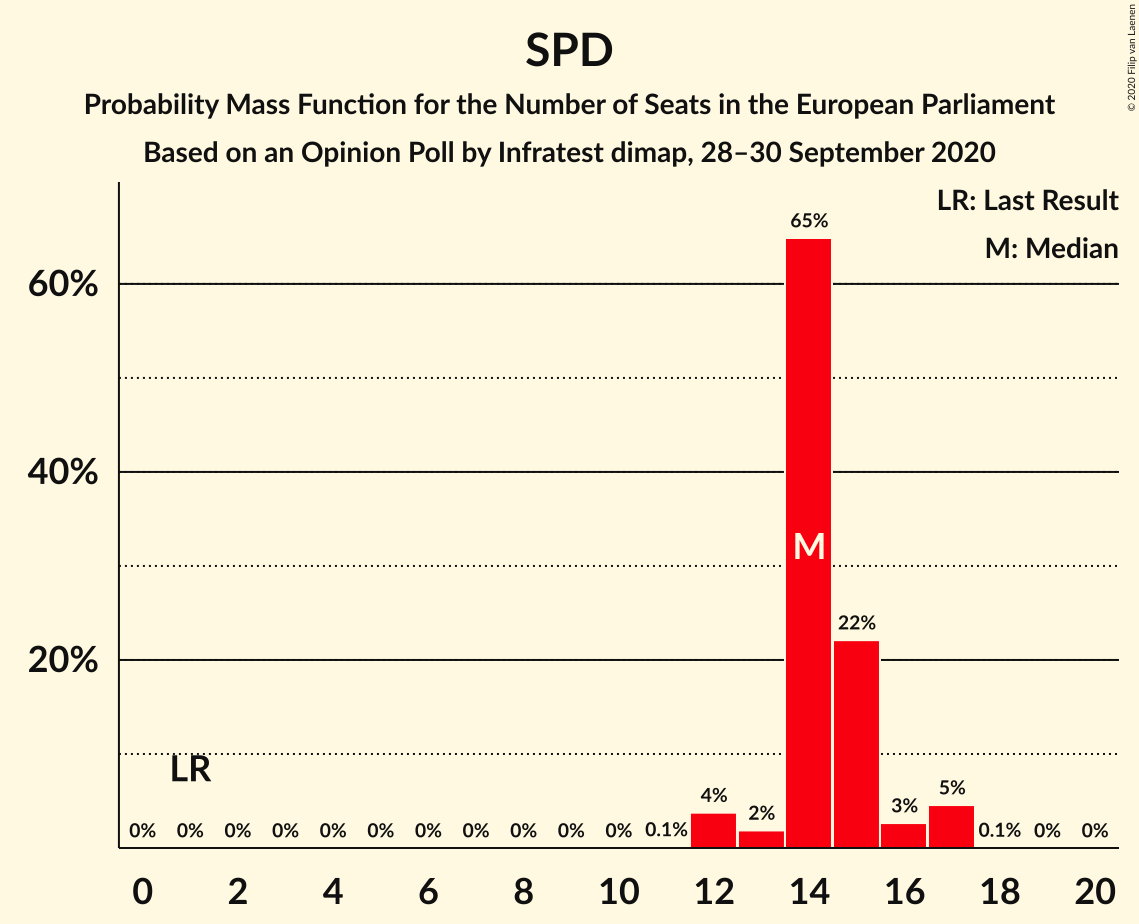 SPD
Probability Mass Function for the Number of Seats in the European Parliament
Based on an Opinion Poll by Infratest dimap, 28–30 September 2020
© 2020 Filip van Laenen
LR: Last Result
M: Median
65%
60%
40%
M
22%
20%
LR
0% 0% 0% 0% 0% 0% 0% 0% 0% 0% 0% 0.1% 4% 2% 3% 5% 0.1% 0% 0%
0 2 4 6 8 10 12 14 16 18 20